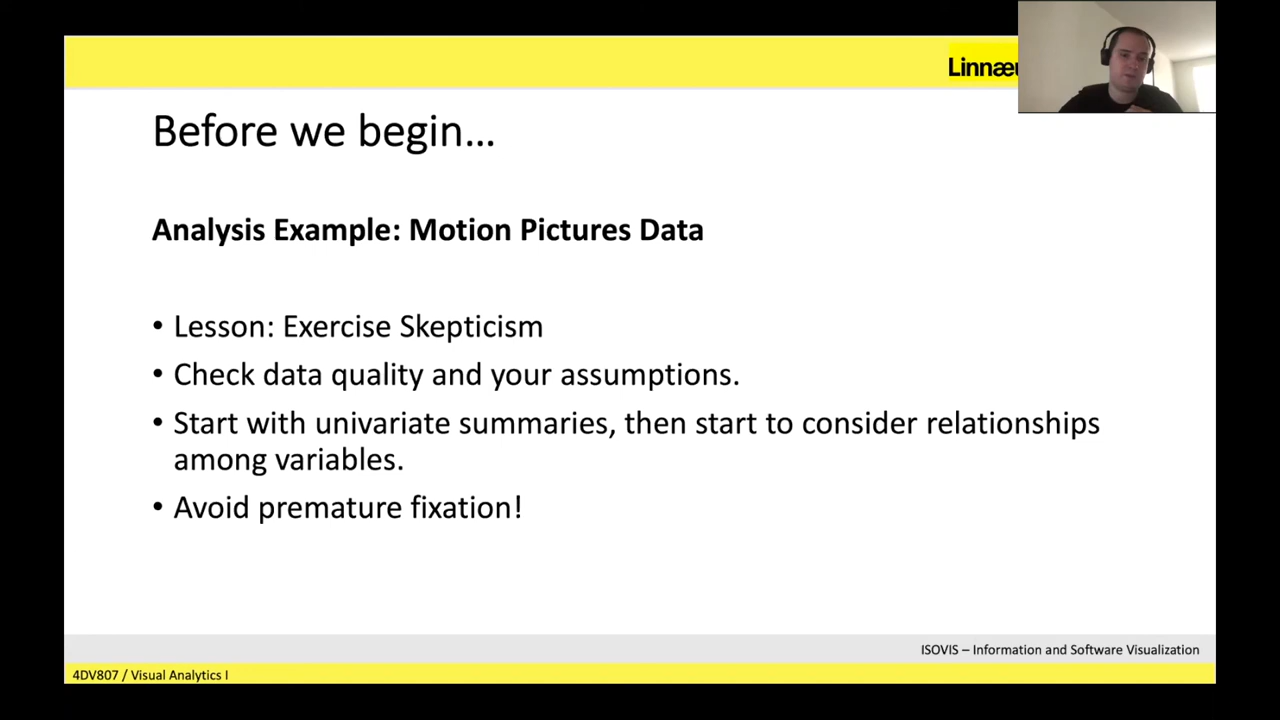 Before we begin...
Analysis Example: Motion Pictures Data
• Lesson: Exercise Skepticism
• Check data quality and your assumptions.
• Start with univariate summaries, then start to consider relationships
among variables.
• Avoid premature fixation!
ISOVIS – Information and Software Visualization
4DV807 / Visual Analytics I